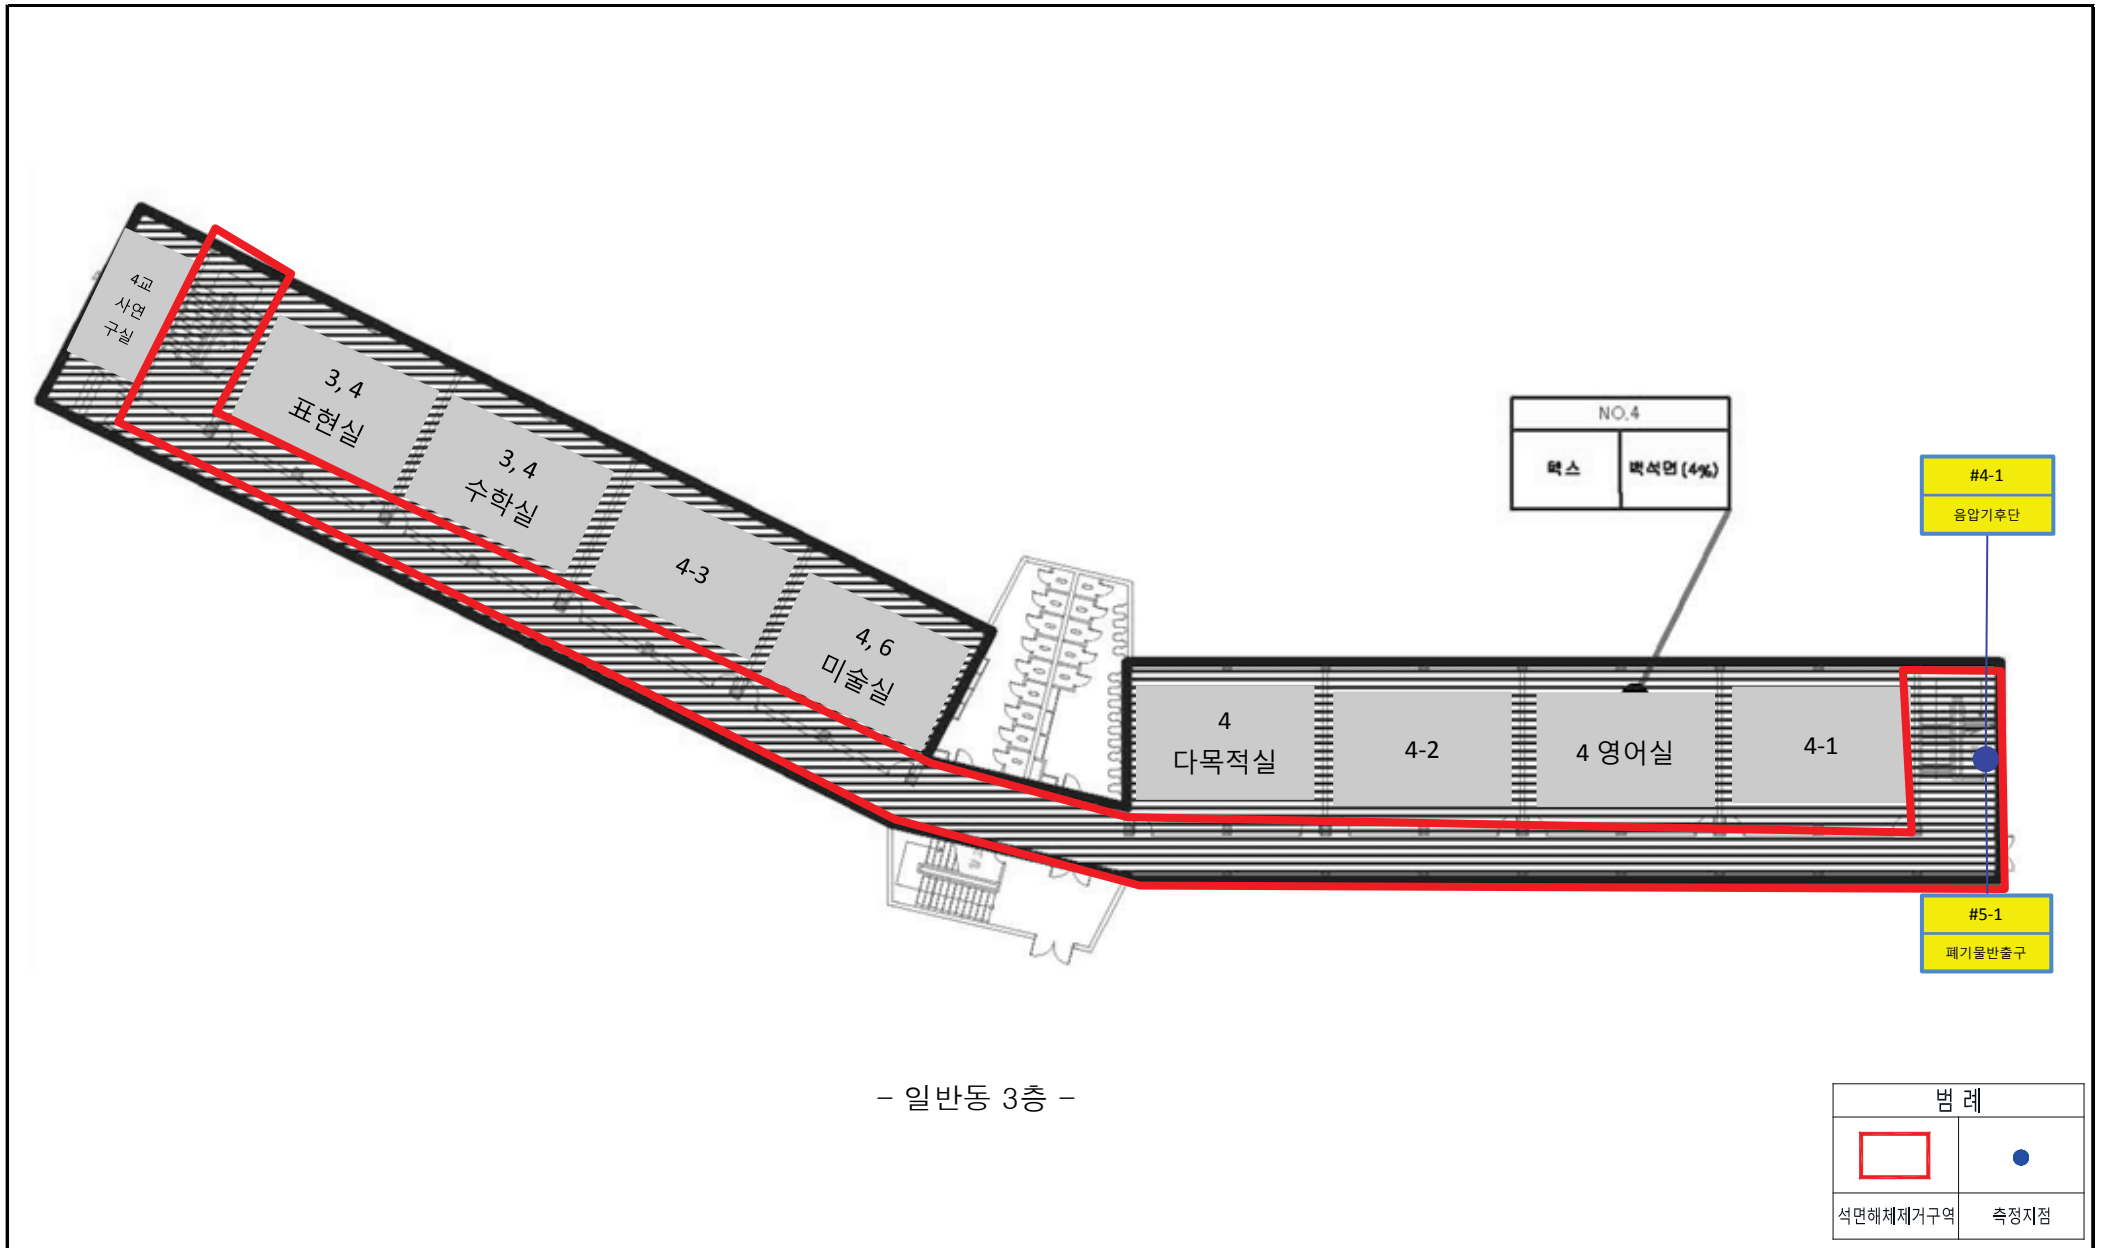 4교
사연
구실
3, 4
표현실
3, 4
수학실
4-3
4, 6
미술실
NO.4
텍스
백석면(4%)
#4-1
음압기후단
4
다목적실
4-2
4 영어실
4-1
#5-1
폐기물반출구
- 일반동 3층 -
범 례
석면해체제거구역
측정지점